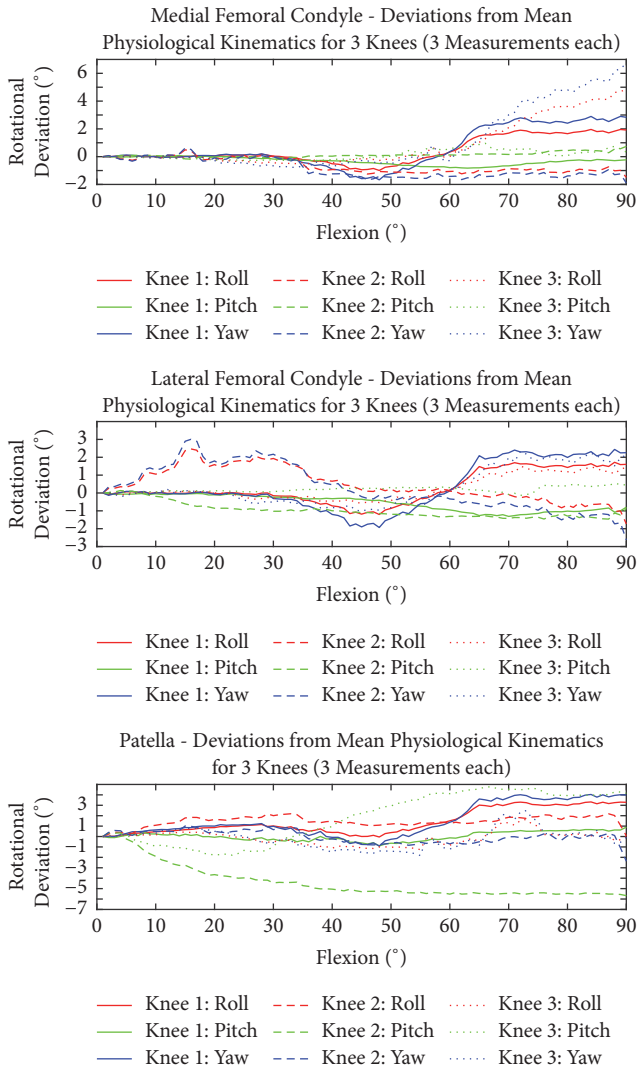 Medial Femoral Condyle - Deviations from Mean
Physiological Kinematics for 3 Knees (3 Measurements each)
Rotational
Deviation (°)
6
4
2
0
−2
0 10 20 30 40 50 60 70 80 90
Flexion (°)
Knee 1: Roll Knee 2: Roll Knee 3: Roll
Knee 1: Pitch Knee 2: Pitch Knee 3: Pitch
Knee 1: Yaw Knee 2: Yaw Knee 3: Yaw
Lateral Femoral Condyle - Deviations from Mean
Physiological Kinematics for 3 Knees (3 Measurements each)
Rotational
Deviation (°)
3
2
1
0
−1
−2
−3
0 10 20 30 40 50 60 70 80 90
Flexion (°)
Knee 1: Roll Knee 2: Roll Knee 3: Roll
Knee 1: Pitch Knee 2: Pitch Knee 3: Pitch
Knee 1: Yaw Knee 2: Yaw Knee 3: Yaw
Patella - Deviations from Mean Physiological Kinematics
for 3 Knees (3 Measurements each)
Rotational
Deviation (°)
3
1
−1
−3
−5
−7
0 10 20 30 40 50 60 70 80 90
Flexion (°)
Knee 1: Roll Knee 2: Roll Knee 3: Roll
Knee 1: Pitch Knee 2: Pitch Knee 3: Pitch
Knee 1: Yaw Knee 2: Yaw Knee 3: Yaw